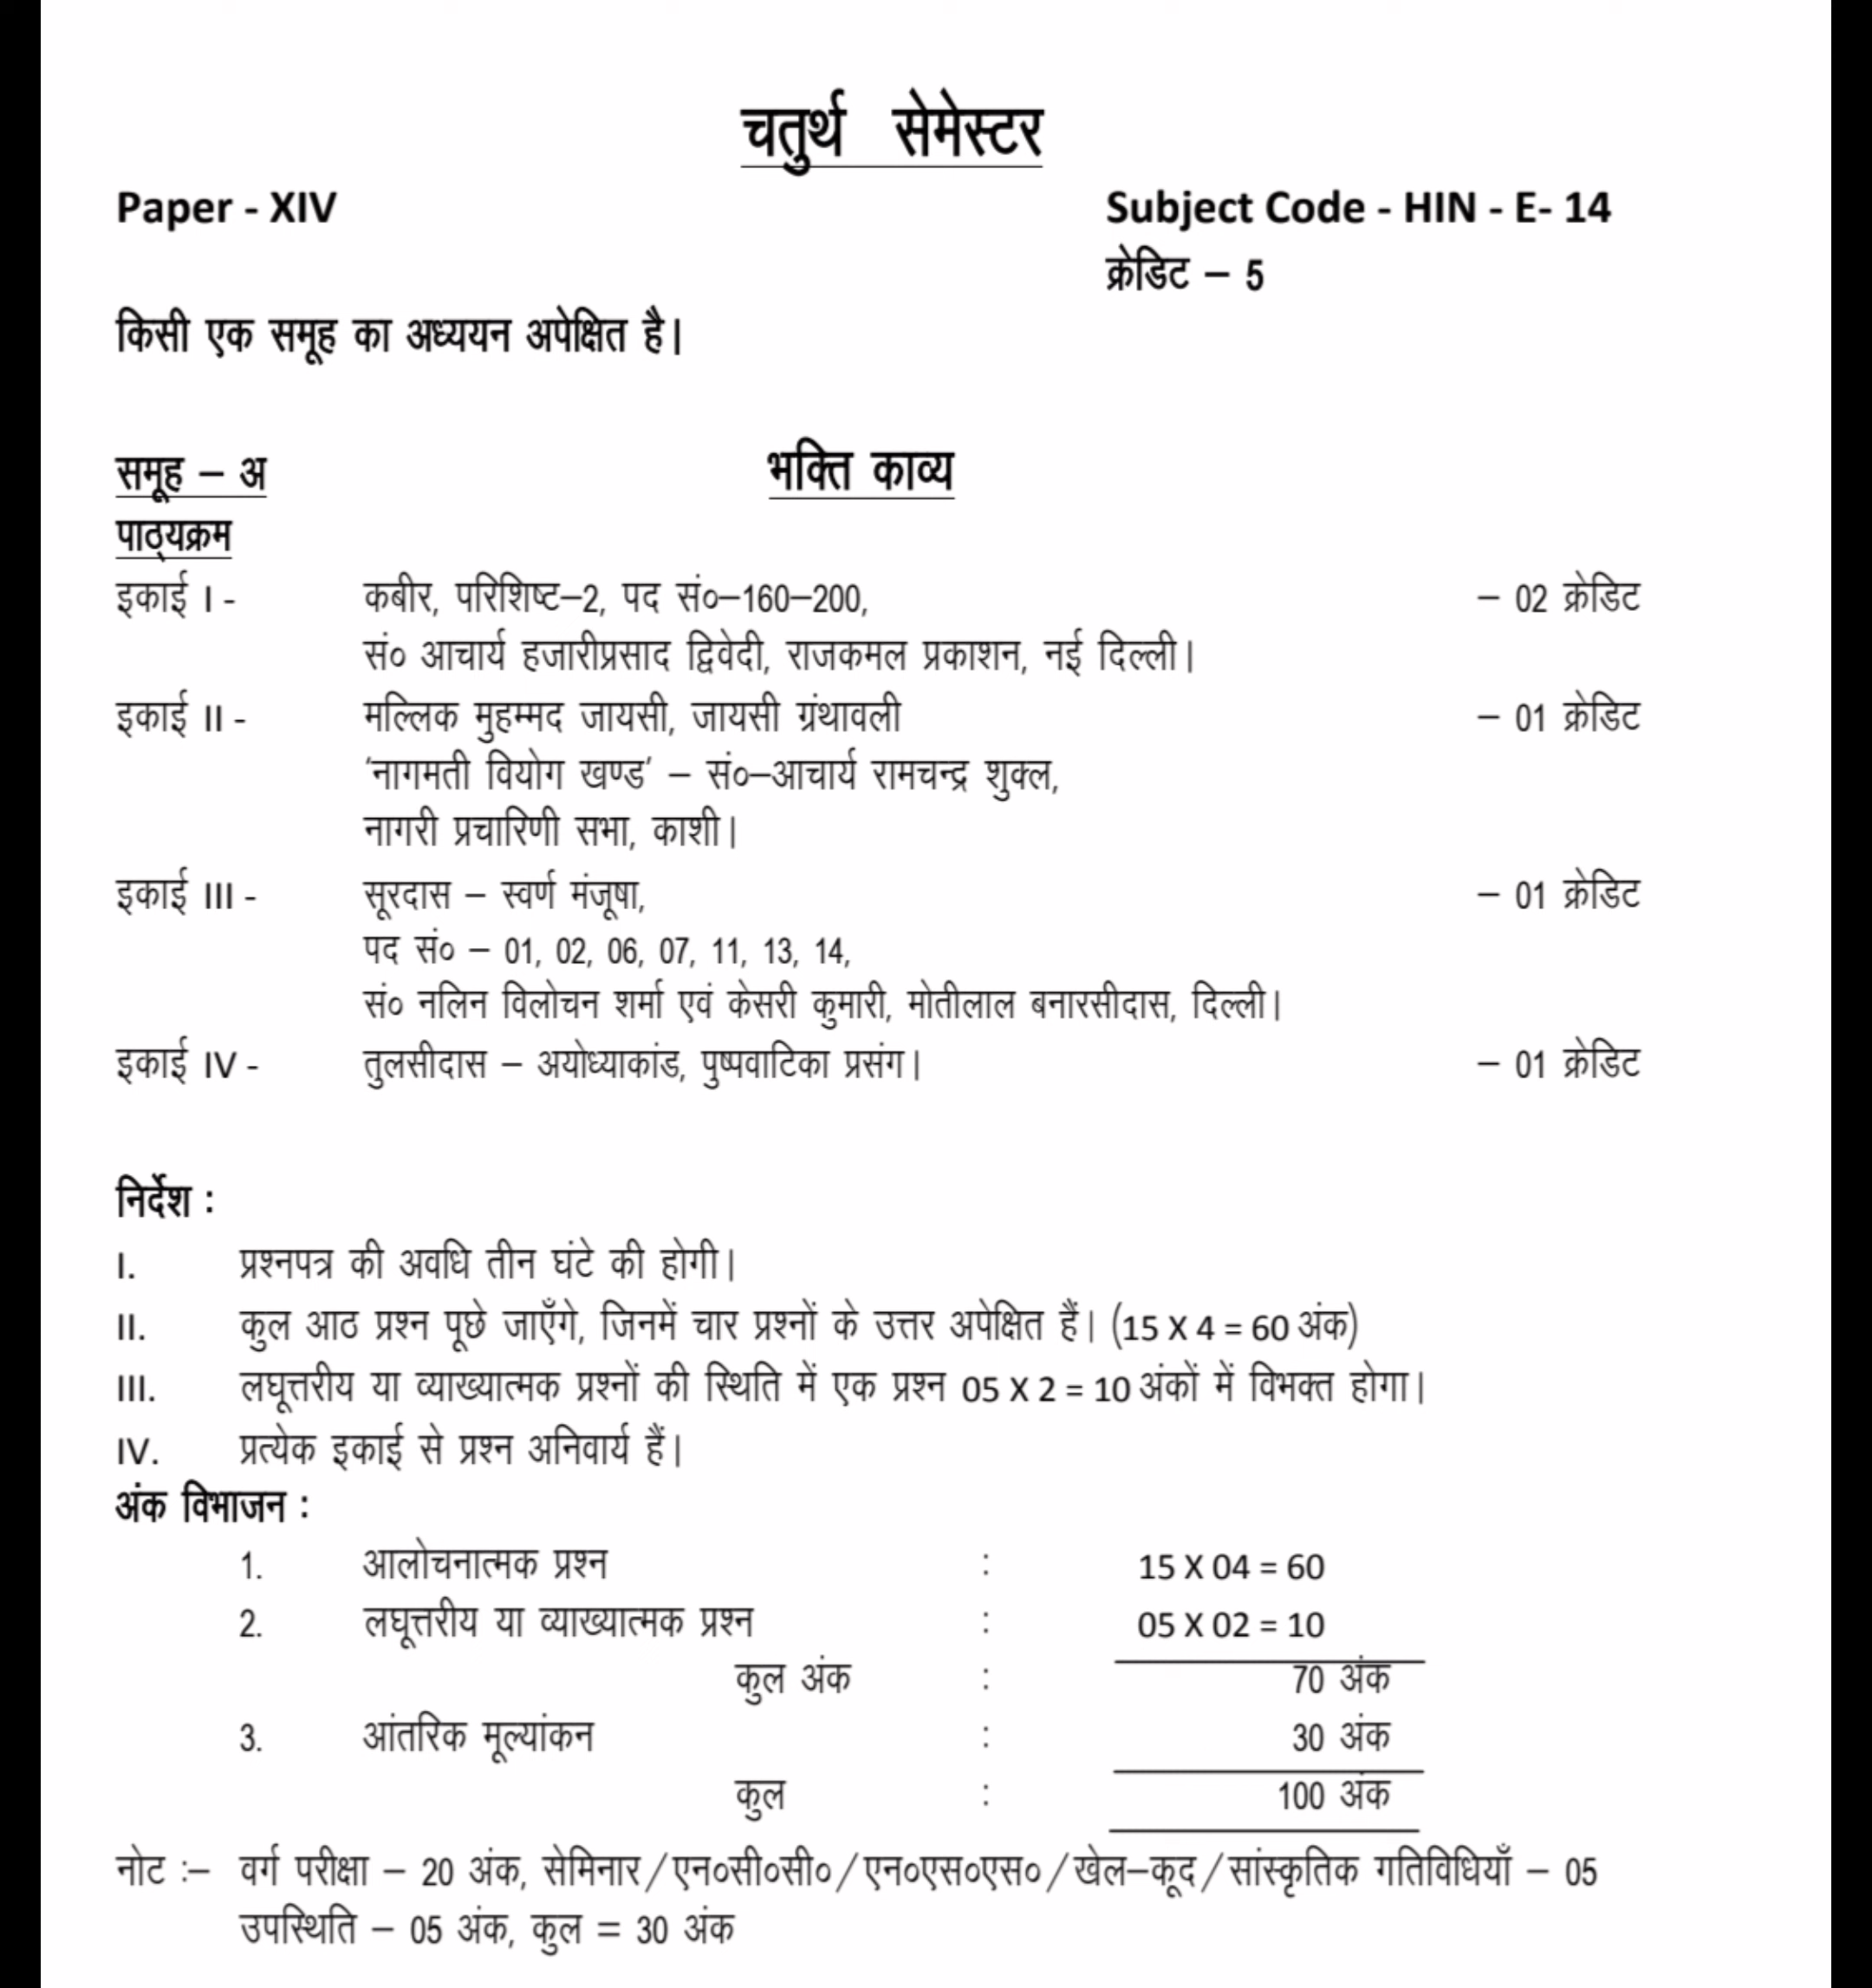 चतुर्थ सेमेस्टर
Paper - XIV Subject Code - HIN - E- 14
क्रेडिट – 5
किसी एक समूह का अध्ययन अपेक्षित है।
समूह – अ भक्ति काव्य
पाठ्यक्रम
इकाई I - कबीर, परिशिष्ट–2, पद सं०–160–200, – 02 क्रेडिट
सं० आचार्य हजारीप्रसाद द्विवेदी, राजकमल प्रकाशन, नई दिल्ली।
इकाई II - मल्लिक मुहम्मद जायसी, जायसी ग्रंथावली – 01 क्रेडिट
‘नागमती वियोग खण्ड’ – सं०–आचार्य रामचन्द्र शुक्ल,
नागरी प्रचारिणी सभा, काशी।
इकाई III - सूरदास – स्वर्ण मंजूषा, – 01 क्रेडिट
पद सं० – 01, 02, 06, 07, 11, 13, 14,
सं० नलिन विलोचन शर्मा एवं केसरी कुमारी, मोतीलाल बनारसीदास, दिल्ली।
इकाई IV - तुलसीदास – अयोध्याकांड, पुष्पवाटिका प्रसंग। – 01 क्रेडिट
निर्देश :
I. प्रश्नपत्र की अवधि तीन घंटे की होगी।
II. कुल आठ प्रश्न पूछे जाएँगे, जिनमें चार प्रश्नों के उत्तर अपेक्षित हैं। (15 X 4 = 60 अंक)
III. लघूत्तरीय या व्याख्यात्मक प्रश्नों की स्थिति में एक प्रश्न 05 X 2 = 10 अंकों में विभक्त होगा।
IV. प्रत्येक इकाई से प्रश्न अनिवार्य हैं।
अंक विभाजन :
1. आलोचनात्मक प्रश्न : 15 X 04 = 60
2. लघूत्तरीय या व्याख्यात्मक प्रश्न : 05 X 02 = 10
कुल अंक : 70 अंक
3. आंतरिक मूल्यांकन : 30 अंक
कुल : 100 अंक
नोट :– वर्ग परीक्षा – 20 अंक, सेमिनार/एन०सी०सी०/एन०एस०एस०/खेल–कूद/सांस्कृतिक गतिविधियाँ – 05
उपस्थिति – 05 अंक, कुल = 30 अंक